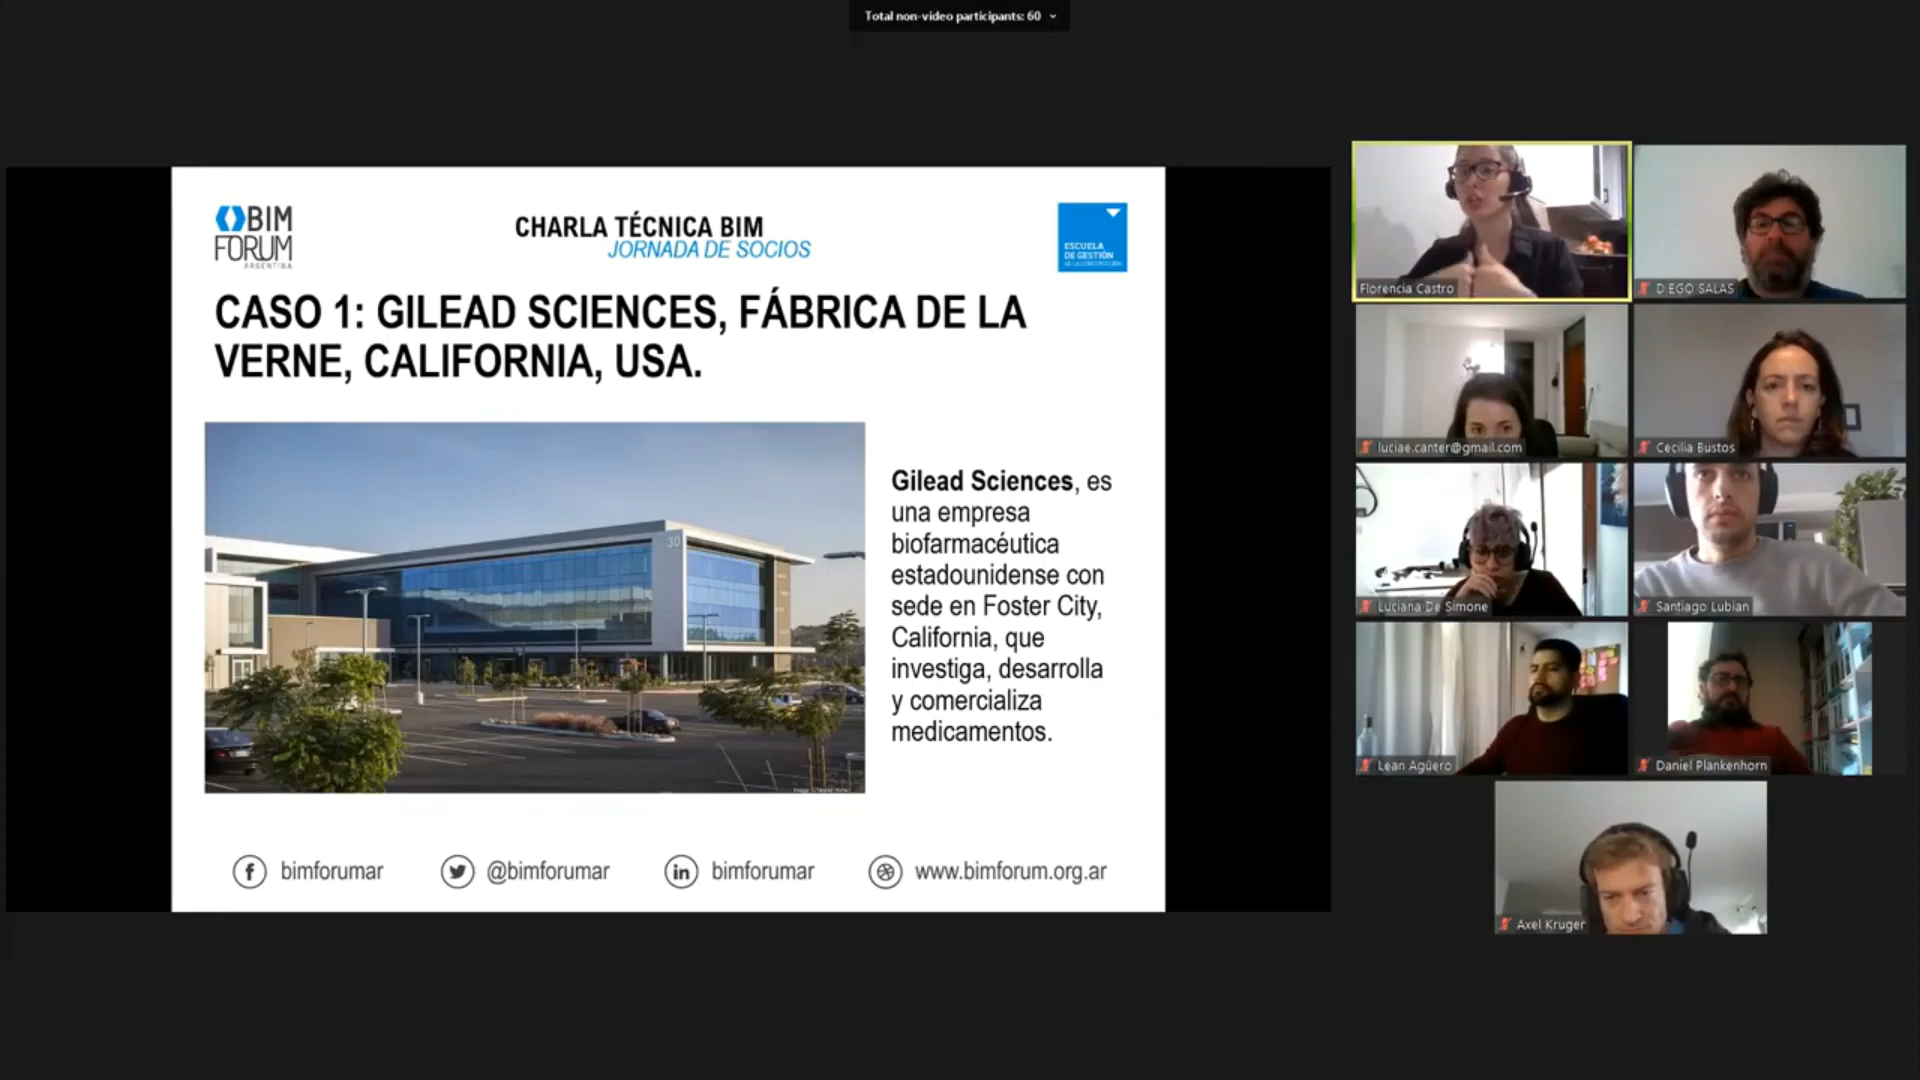 Total non-video participants: 60
BIM
FORUM
ARGENTINA
CHARLA TÉCNICA BIM
JORNADA DE SOCIOS
ESCUELA
DE GESTIÓN
DE LA CONSTRUCCIÓN
CASO 1: GILEAD SCIENCES, FÁBRICA DE LA
VERNE, CALIFORNIA, USA.
30
Gilead Sciences, es
una empresa
biofarmacéutica
estadounidense con
sede en Foster City,
California, que
investiga, desarrolla
y comercializa
medicamentos.
bimforumar
@bimforumar
bimforumar
www.bimforum.org.ar
Florencia Castro
DIEGO SALAS
luciae.canter@gmail.com
Cecilia Bustos
Luciana De Simone
Santiago Lubian
Lean Agüero
Daniel Plankenhorn
Axel Kruger